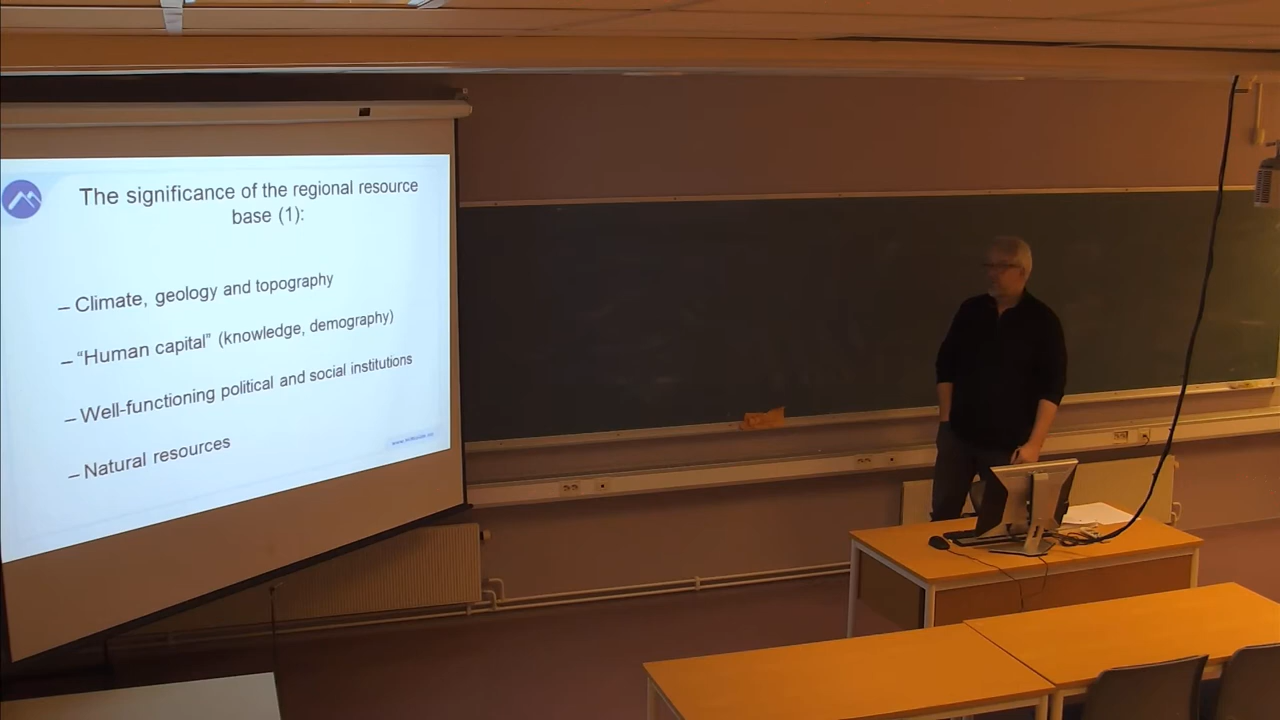 The significance of the regional resource
base (1):
– Climate, geology and topography
– “Human capital” (knowledge, demography)
– Well-functioning political and social institutions
– Natural resources